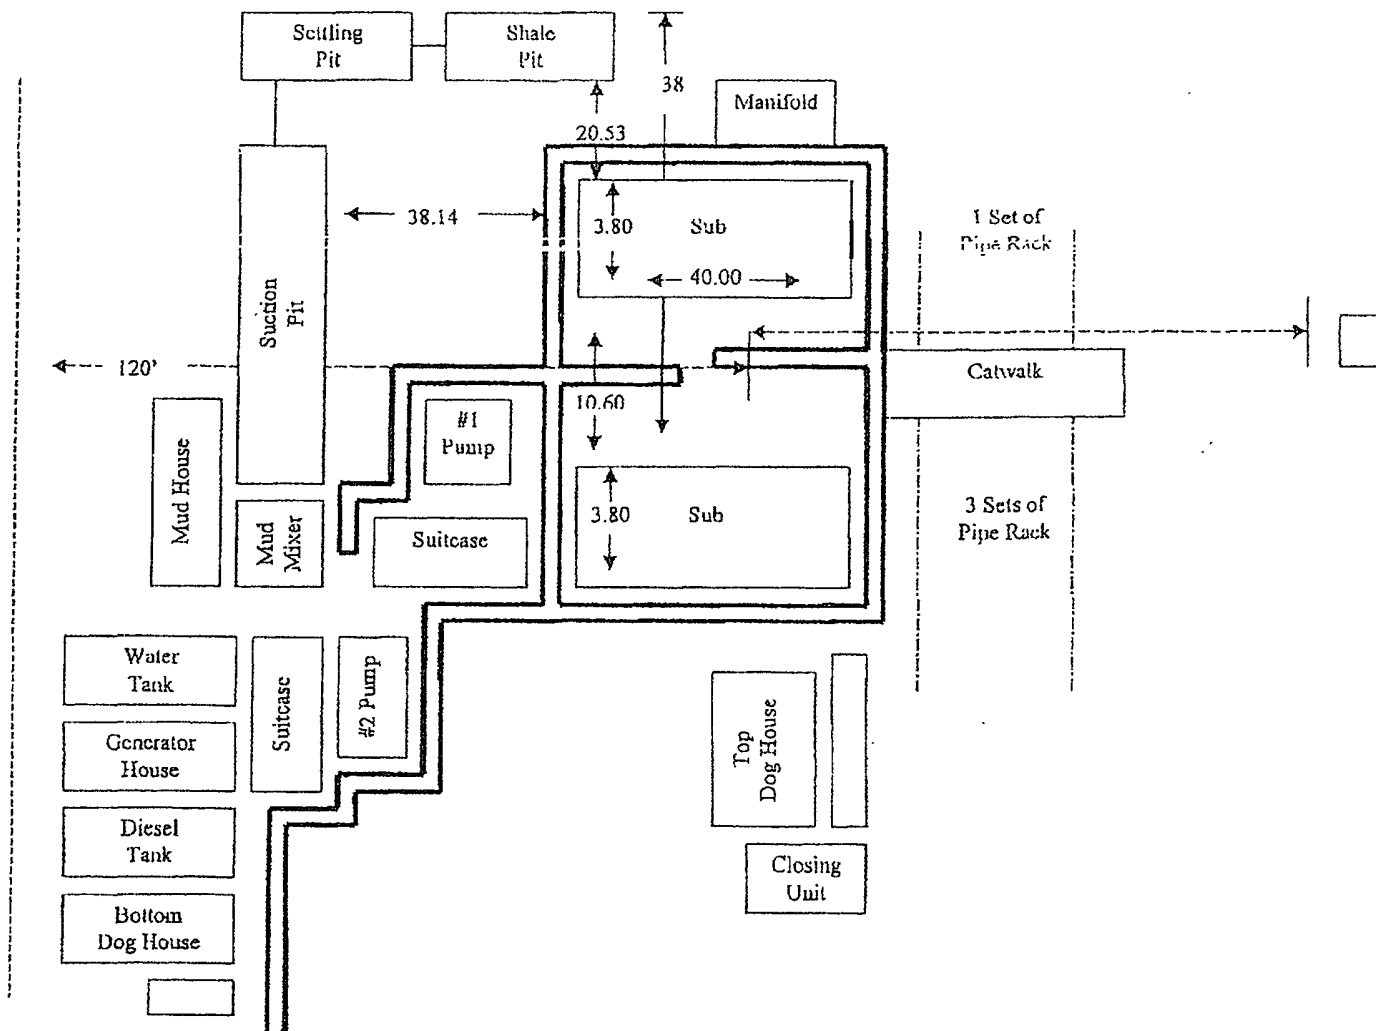 Settling
Pit
Shale
Pit
38
Manifold
20.53
38.14
3.80
Sub
40.00
1 Set of
Pipe Rack
Suction
Pit
120'
Catwalk
10.60
#1
Pump
Mud House
Mud
Mixer
Suitcase
3.80
Sub
3 Sets of
Pipe Rack
Water
Tank
Suitcase
#2 Pump
Generator
House
Top
Dog House
Diesel
Tank
Closing
Unit
Bottom
Dog House